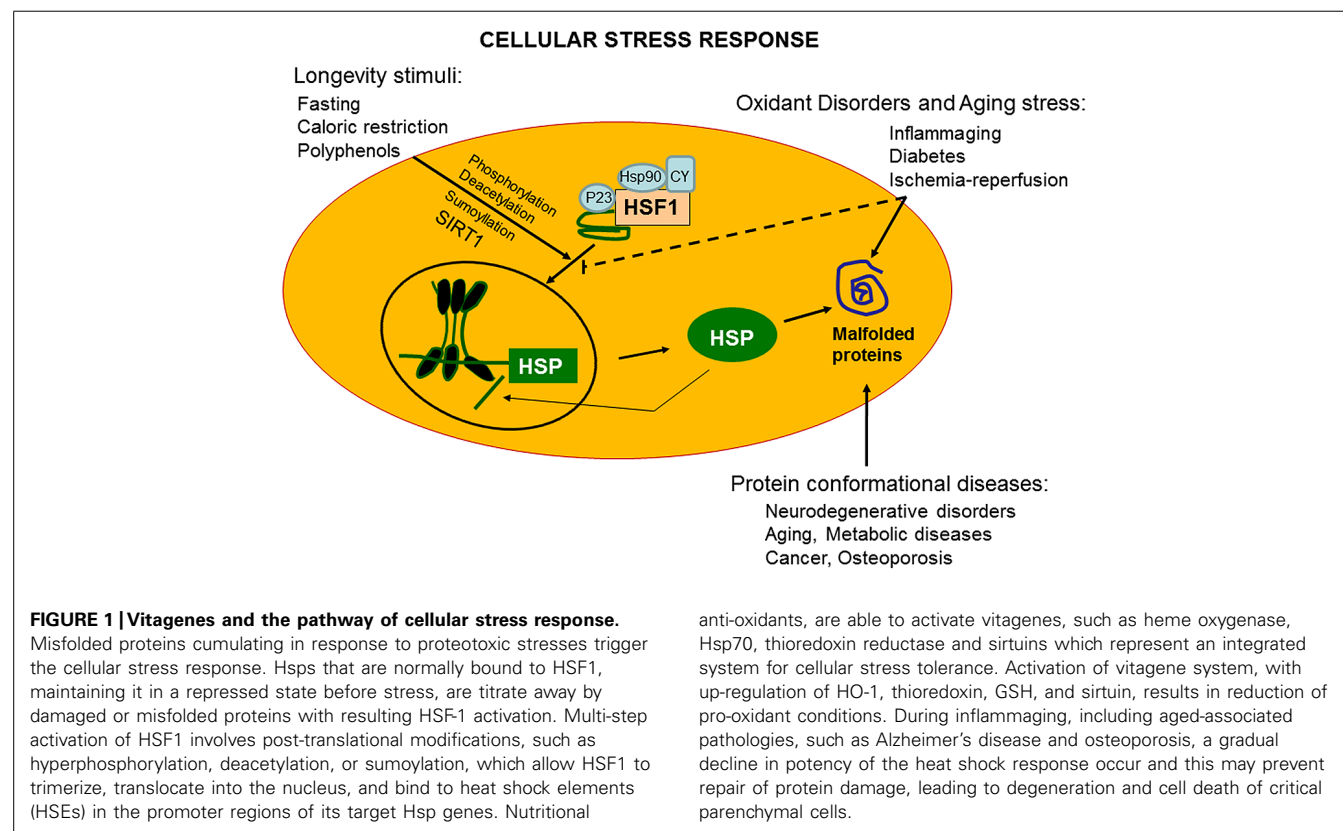 CELLULAR STRESS RESPONSE
Longevity stimuli:
Fasting
Caloric restriction
Polyphenols
Oxidant Disorders and Aging stress:
Inflammaging
Diabetes
Ischemia-reperfusion
Phosphorylation
Deacetylation
Sumoyllation
SIRT1
Hsp90
CY
P23
HSF1
HSP
HSP
Malfolded
proteins
Protein conformational diseases:
Neurodegenerative disorders
Aging, Metabolic diseases
Cancer, Osteoporosis
FIGURE 1 | Vitagenes and the pathway of cellular stress response.
Misfolded proteins cumulating in response to proteotoxic stresses trigger
the cellular stress response. Hsps that are normally bound to HSF1,
maintaining it in a repressed state before stress, are titrate away by
damaged or misfolded proteins with resulting HSF-1 activation. Multi-step
activation of HSF1 involves post-translational modifications, such as
hyperphosphorylation, deacetylation, or sumoylation, which allow HSF1 to
trimerize, translocate into the nucleus, and bind to heat shock elements
(HSEs) in the promoter regions of its target Hsp genes. Nutritional
anti-oxidants, are able to activate vitagenes, such as heme oxygenase,
Hsp70, thioredoxin reductase and sirtuins which represent an integrated
system for cellular stress tolerance. Activation of vitagene system, with
up-regulation of HO-1, thioredoxin, GSH, and sirtuin, results in reduction of
pro-oxidant conditions. During inflammaging, including aged-associated
pathologies, such as Alzheimer's disease and osteoporosis, a gradual
decline in potency of the heat shock response occur and this may prevent
repair of protein damage, leading to degeneration and cell death of critical
parenchymal cells.